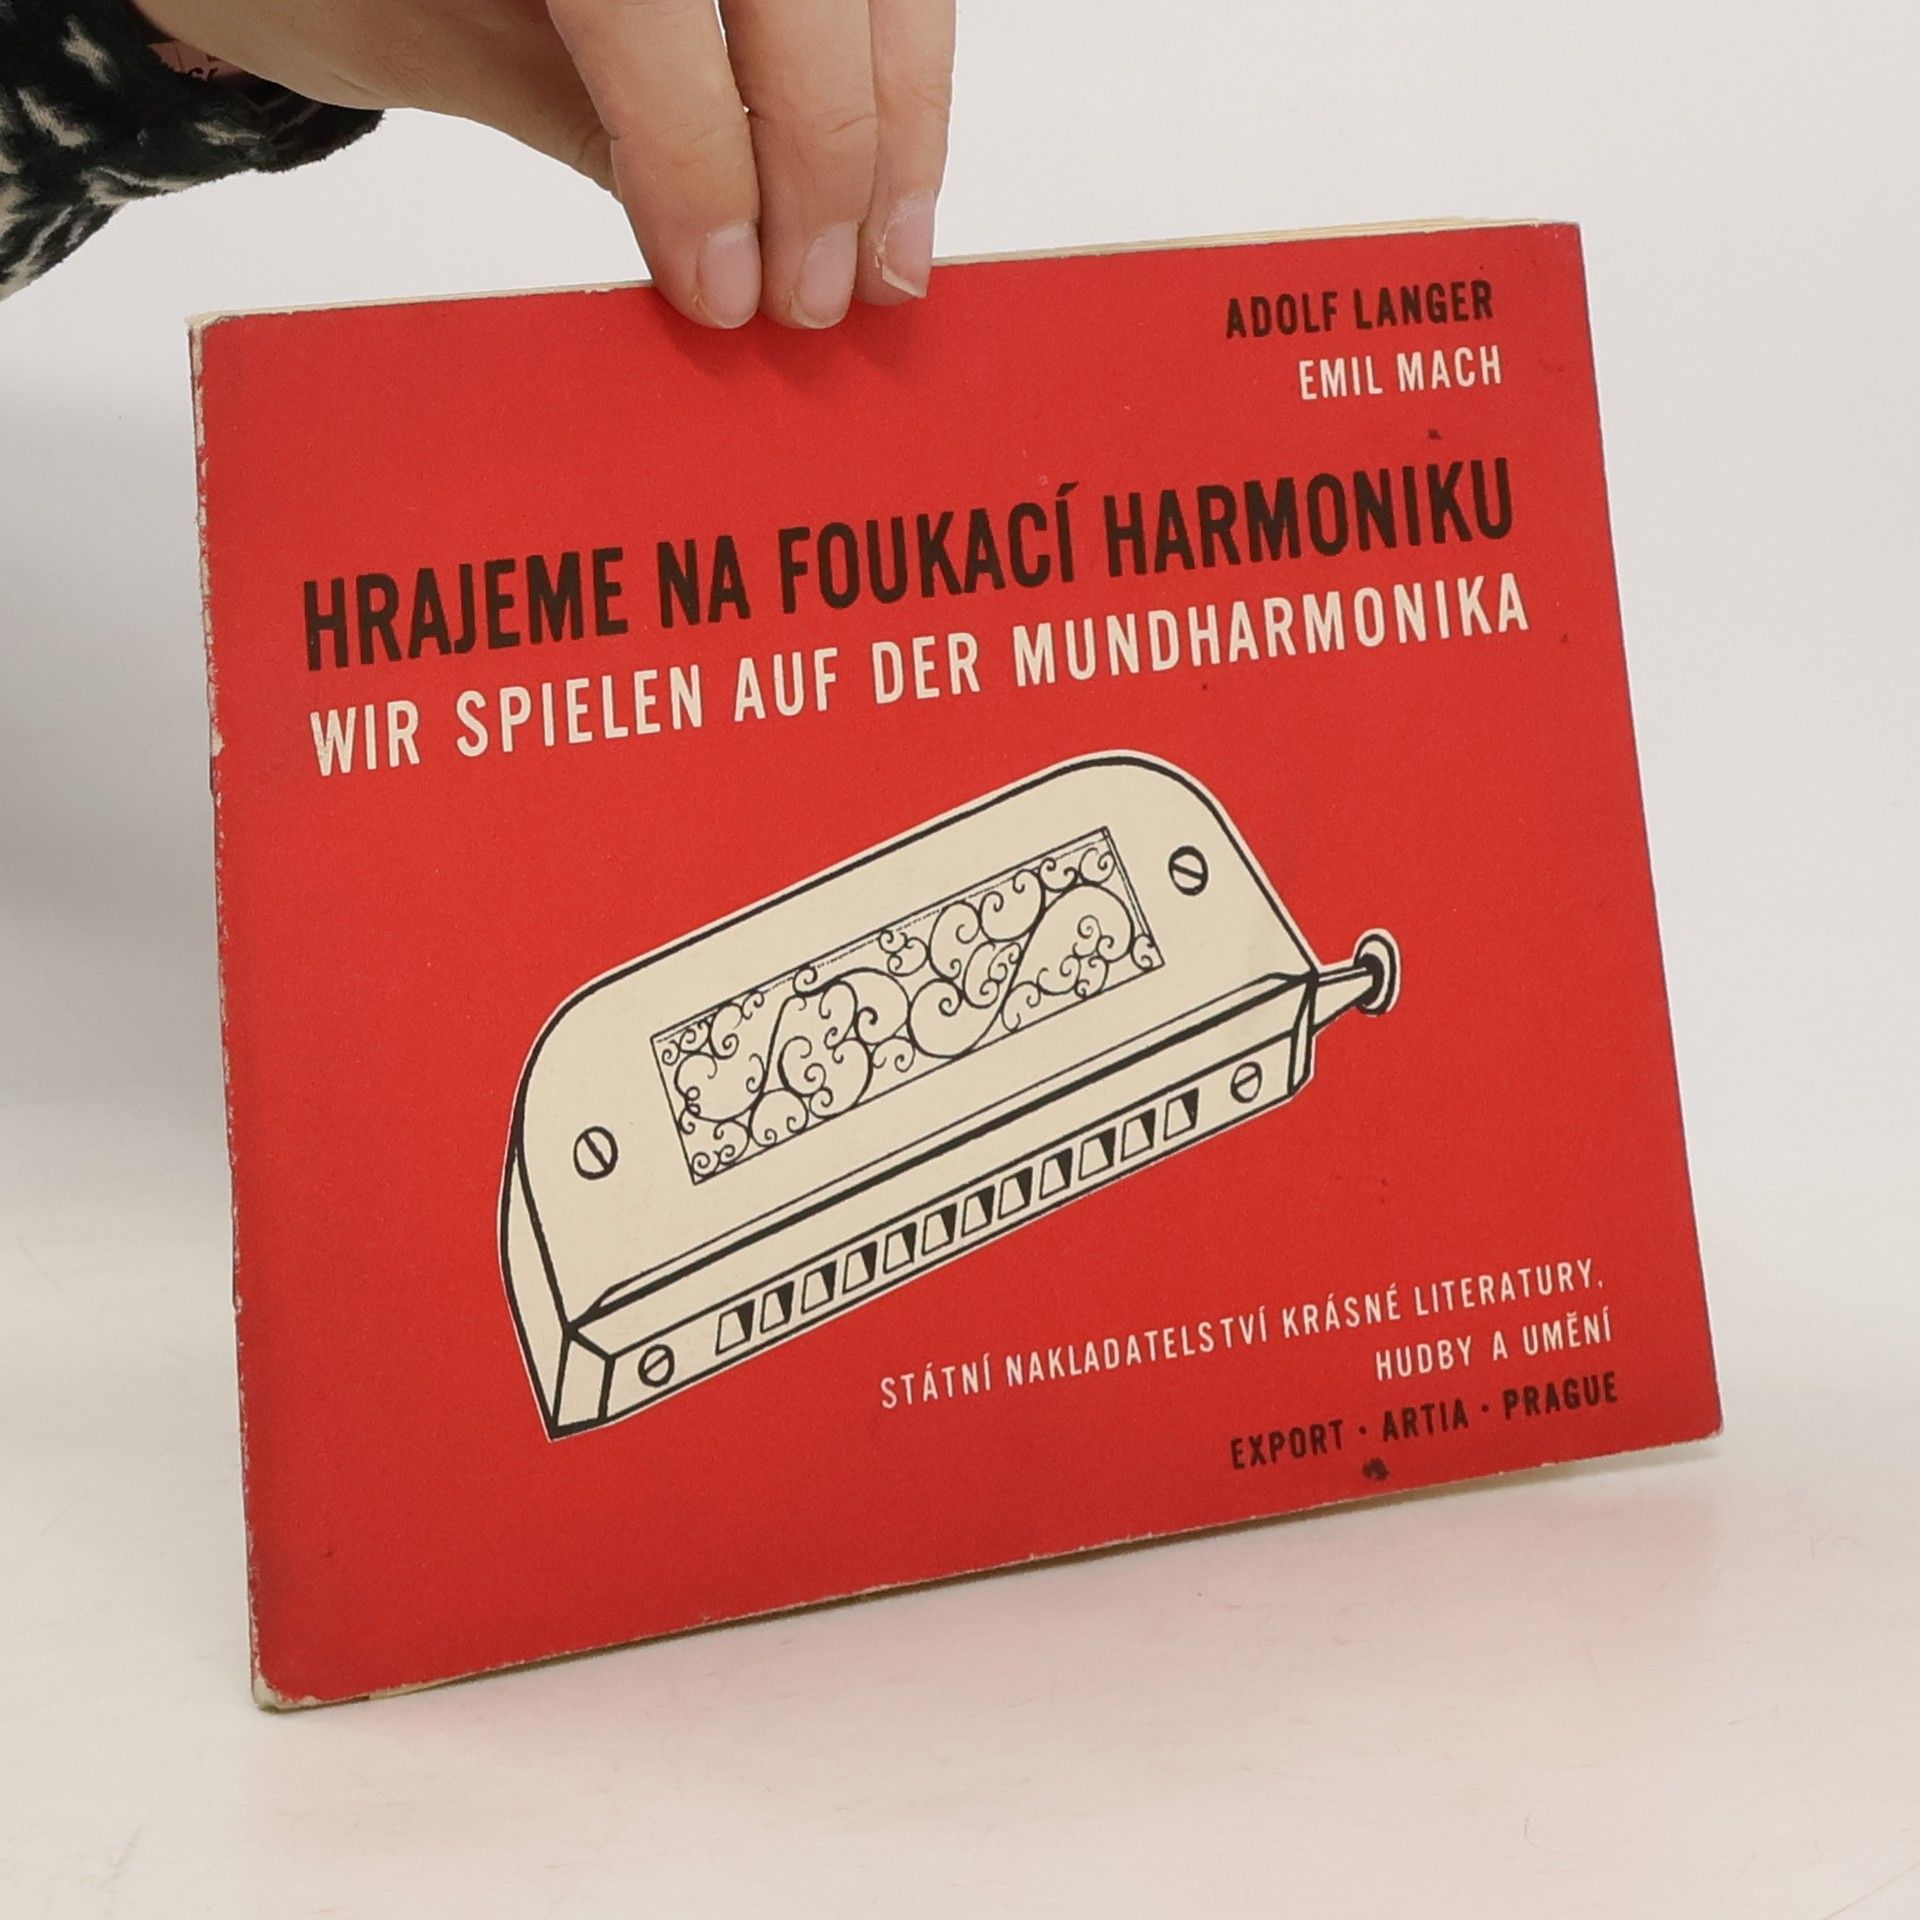 ADOLF LANGER
EMIL MACH
HRAJEME NA FOUKACÍ HARMONIKU
WIR SPIELEN AUF DER MUNDHARMONIKA
STÁTNÍ NAKLADATELSTVÍ KRÁSNÉ LITERATURY,
HUDBY A UMĚNÍ
EXPORT • ARTIA • PRAGUE